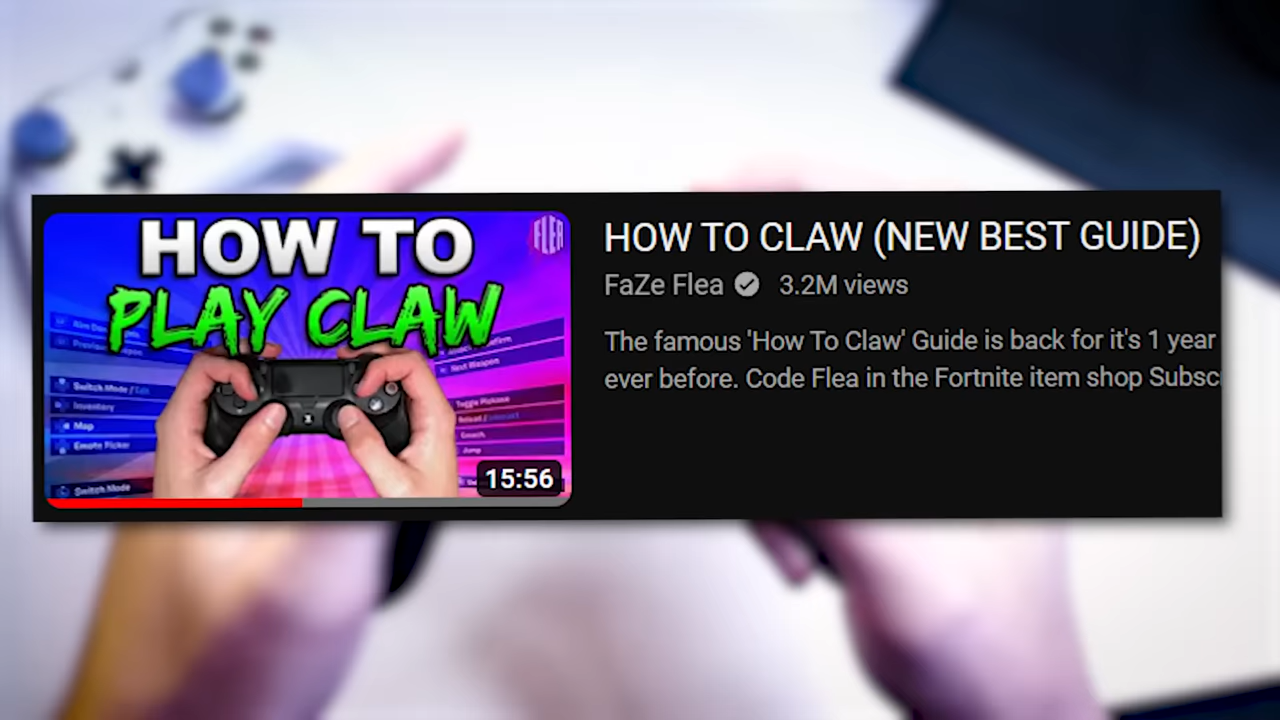 HOW TO
FLEA
PLAY CLAW
Switch Mode / Edit
Inventory
Map
Emote Picker
Switch Mode
Next Weapon
Toggle Pickaxe
Jump
15:56
HOW TO CLAW (NEW BEST GUIDE)
FaZe Flea 3.2M views
The famous 'How To Claw' Guide is back for it's 1 year
ever before. Code Flea in the Fortnite item shop Subsc